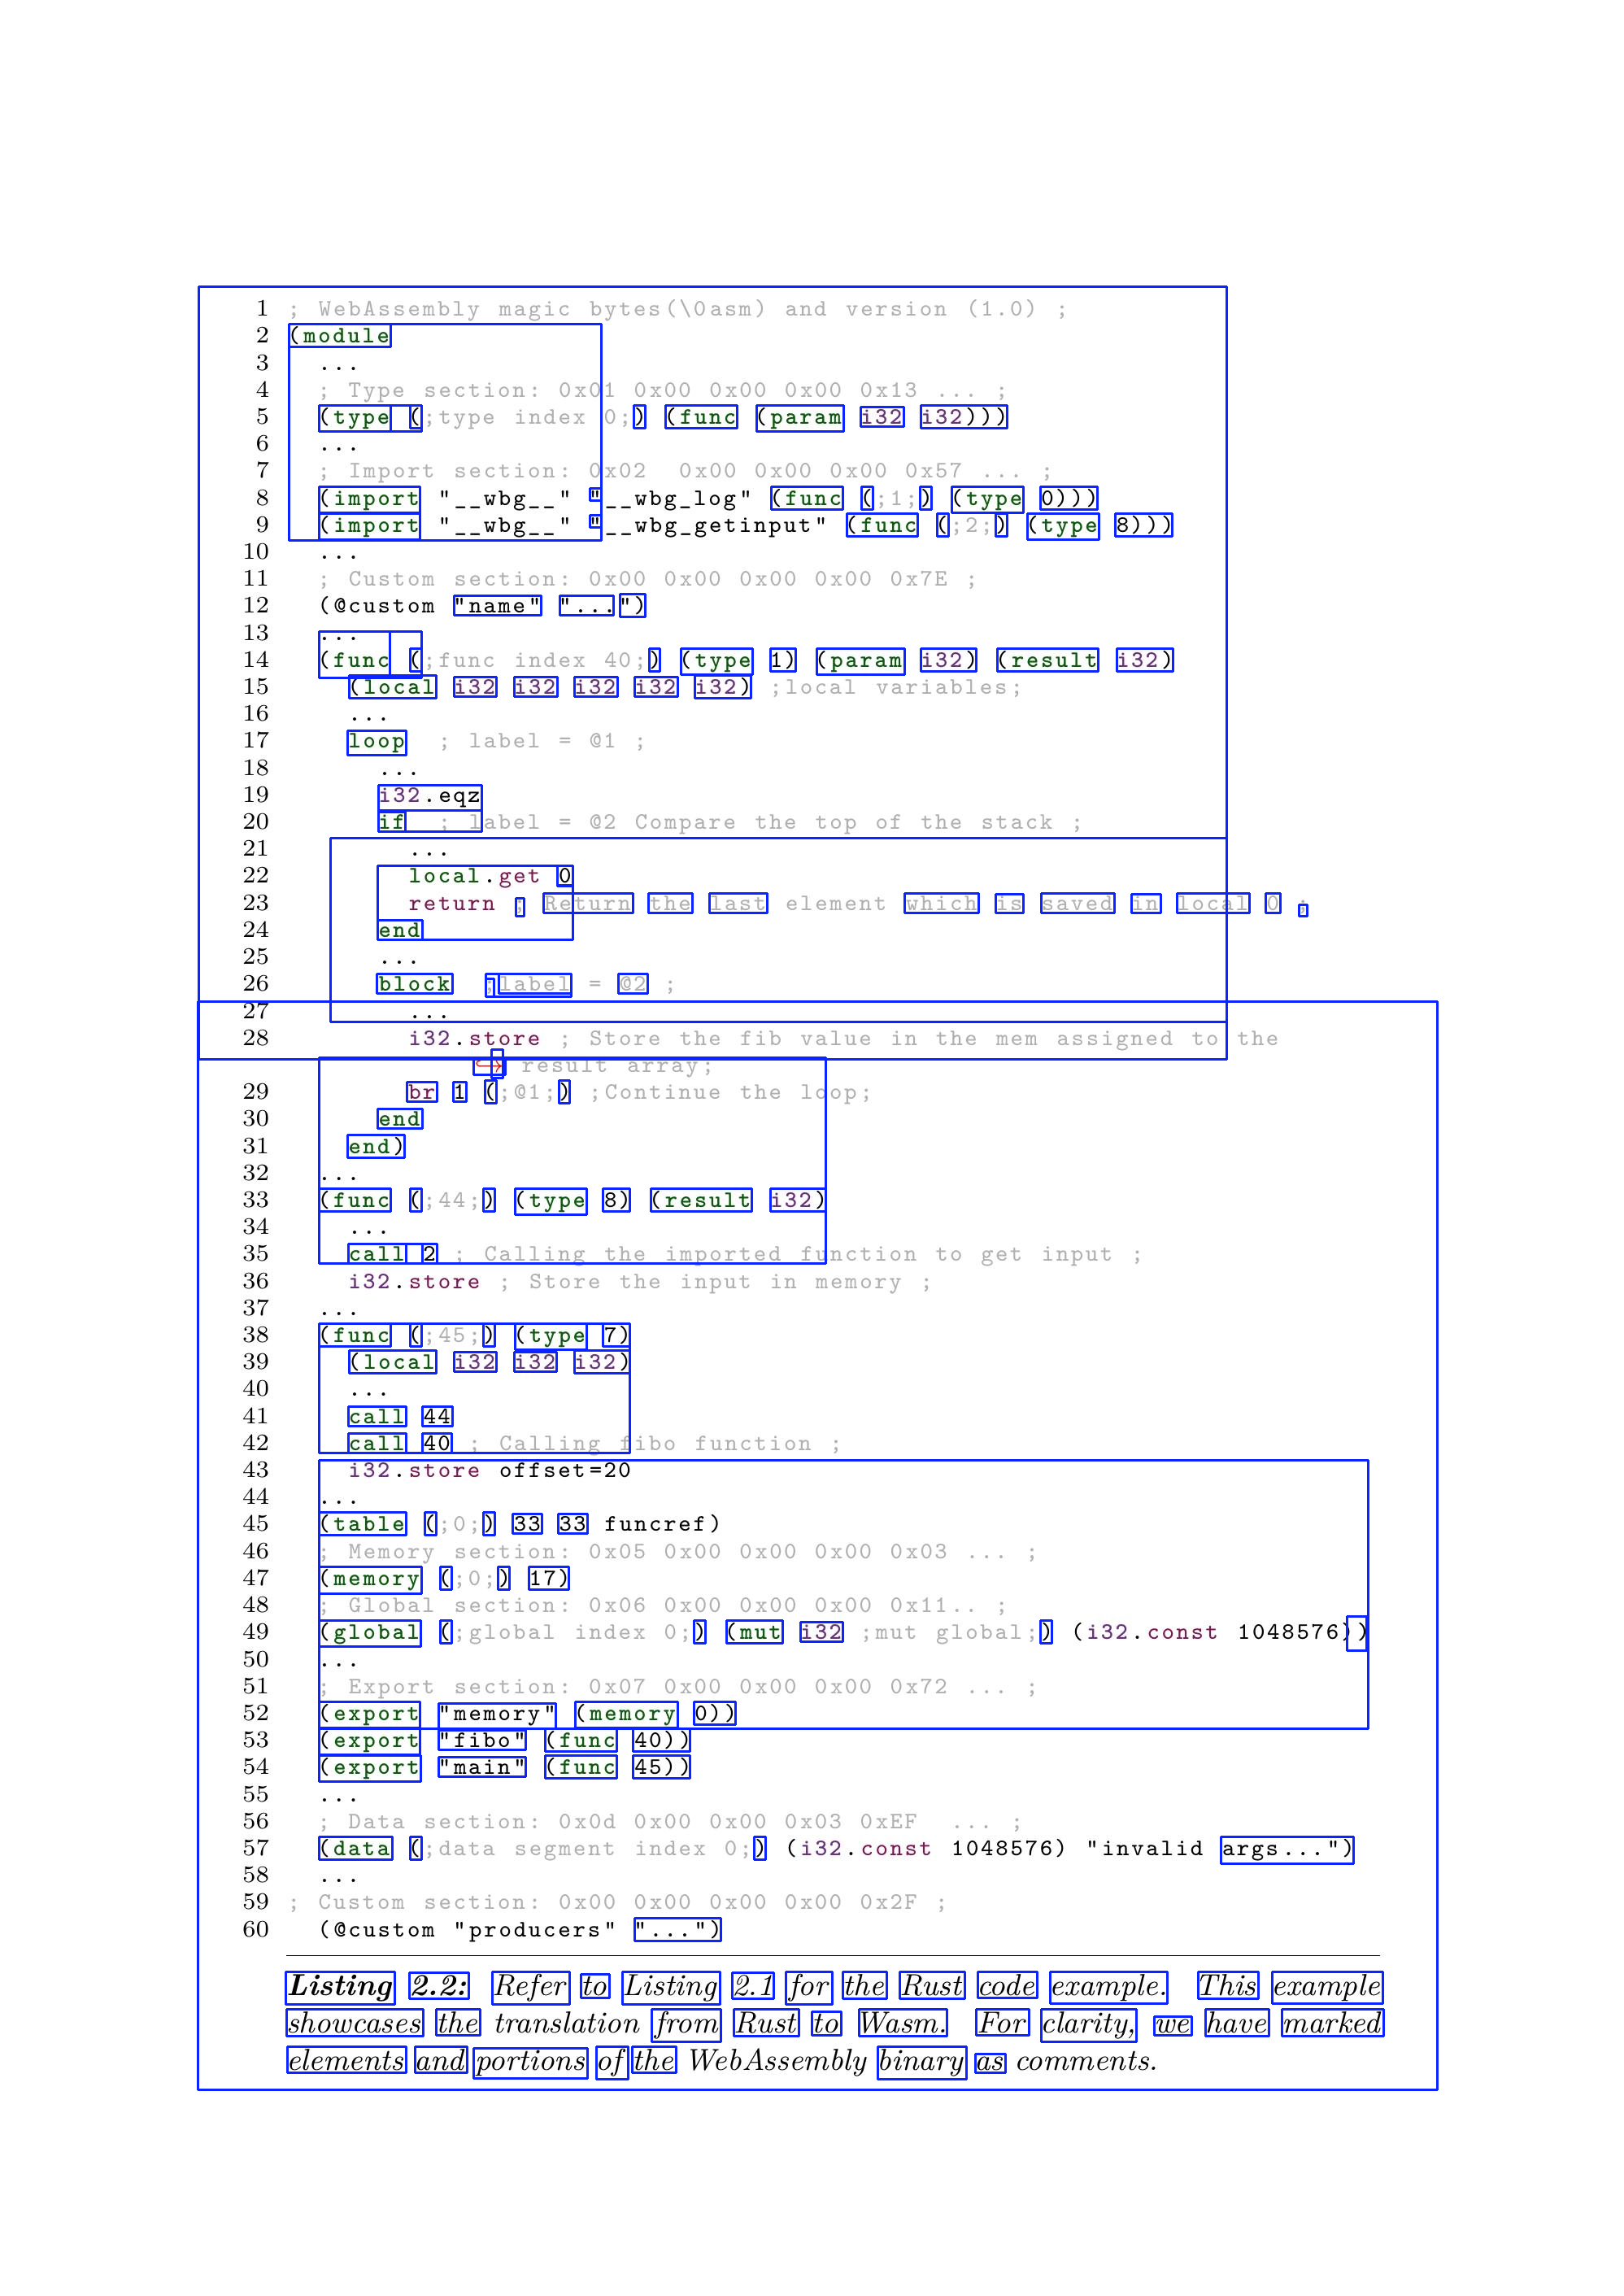 1 ; WebAssembly magic bytes(\0asm) and version (1.0) ;
2 (module
3 ...
4 ; Type section: 0x01 0x00 0x00 0x00 0x13 ... ;
5 (type (;type index 0;) (func (param i32 i32)))
6 ...
7 ; Import section: 0x02  0x00 0x00 0x00 0x57 ... ;
8 (import "__wbg__" "__wbg_log" (func (;1;) (type 0)))
9 (import "__wbg__" "__wbg_getinput" (func (;2;) (type 8)))
10 ...
11 ; Custom section: 0x00 0x00 0x00 0x00 0x7E ;
12 (@custom "name" "...")
13 ...
14 (func (;func index 40;) (type 1) (param i32) (result i32)
15 (local i32 i32 i32 i32 i32) ;local variables;
16 ...
17 loop  ; label = @1 ;
18 ...
19 i32.eqz
20 if  ; label = @2 Compare the top of the stack ;
21 ...
22 local.get 0
23 return ; Return the last element which is saved in local 0 ;
24 end
25 ...
26 block  ;label = @2 ;
27 ...
28 i32.store ; Store the fib value in the mem assigned to the
↪ result array;
29 br 1 (;@1;) ;Continue the loop;
30 end
31 end)
32 ...
33 (func (;44;) (type 8) (result i32)
34 ...
35 call 2 ; Calling the imported function to get input ;
36 i32.store ; Store the input in memory ;
37 ...
38 (func (;45;) (type 7)
39 (local i32 i32 i32)
40 ...
41 call 44
42 call 40 ; Calling fibo function ;
43 i32.store offset=20
44 ...
45 (table (;0;) 33 33 funcref)
46 ; Memory section: 0x05 0x00 0x00 0x00 0x03 ... ;
47 (memory (;0;) 17)
48 ; Global section: 0x06 0x00 0x00 0x00 0x11.. ;
49 (global (;global index 0;) (mut i32 ;mut global;) (i32.const 1048576))
50 ...
51 ; Export section: 0x07 0x00 0x00 0x00 0x72 ... ;
52 (export "memory" (memory 0))
53 (export "fibo" (func 40))
54 (export "main" (func 45))
55 ...
56 ; Data section: 0x0d 0x00 0x00 0x03 0xEF  ... ;
57 (data (;data segment index 0;) (i32.const 1048576) "invalid args...")
58 ...
59 ; Custom section: 0x00 0x00 0x00 0x00 0x2F ;
60 (@custom "producers" "...")
Listing 2.2: Refer to Listing 2.1 for the Rust code example. This example
showcases the translation from Rust to Wasm. For clarity, we have marked
elements and portions of the WebAssembly binary as comments.